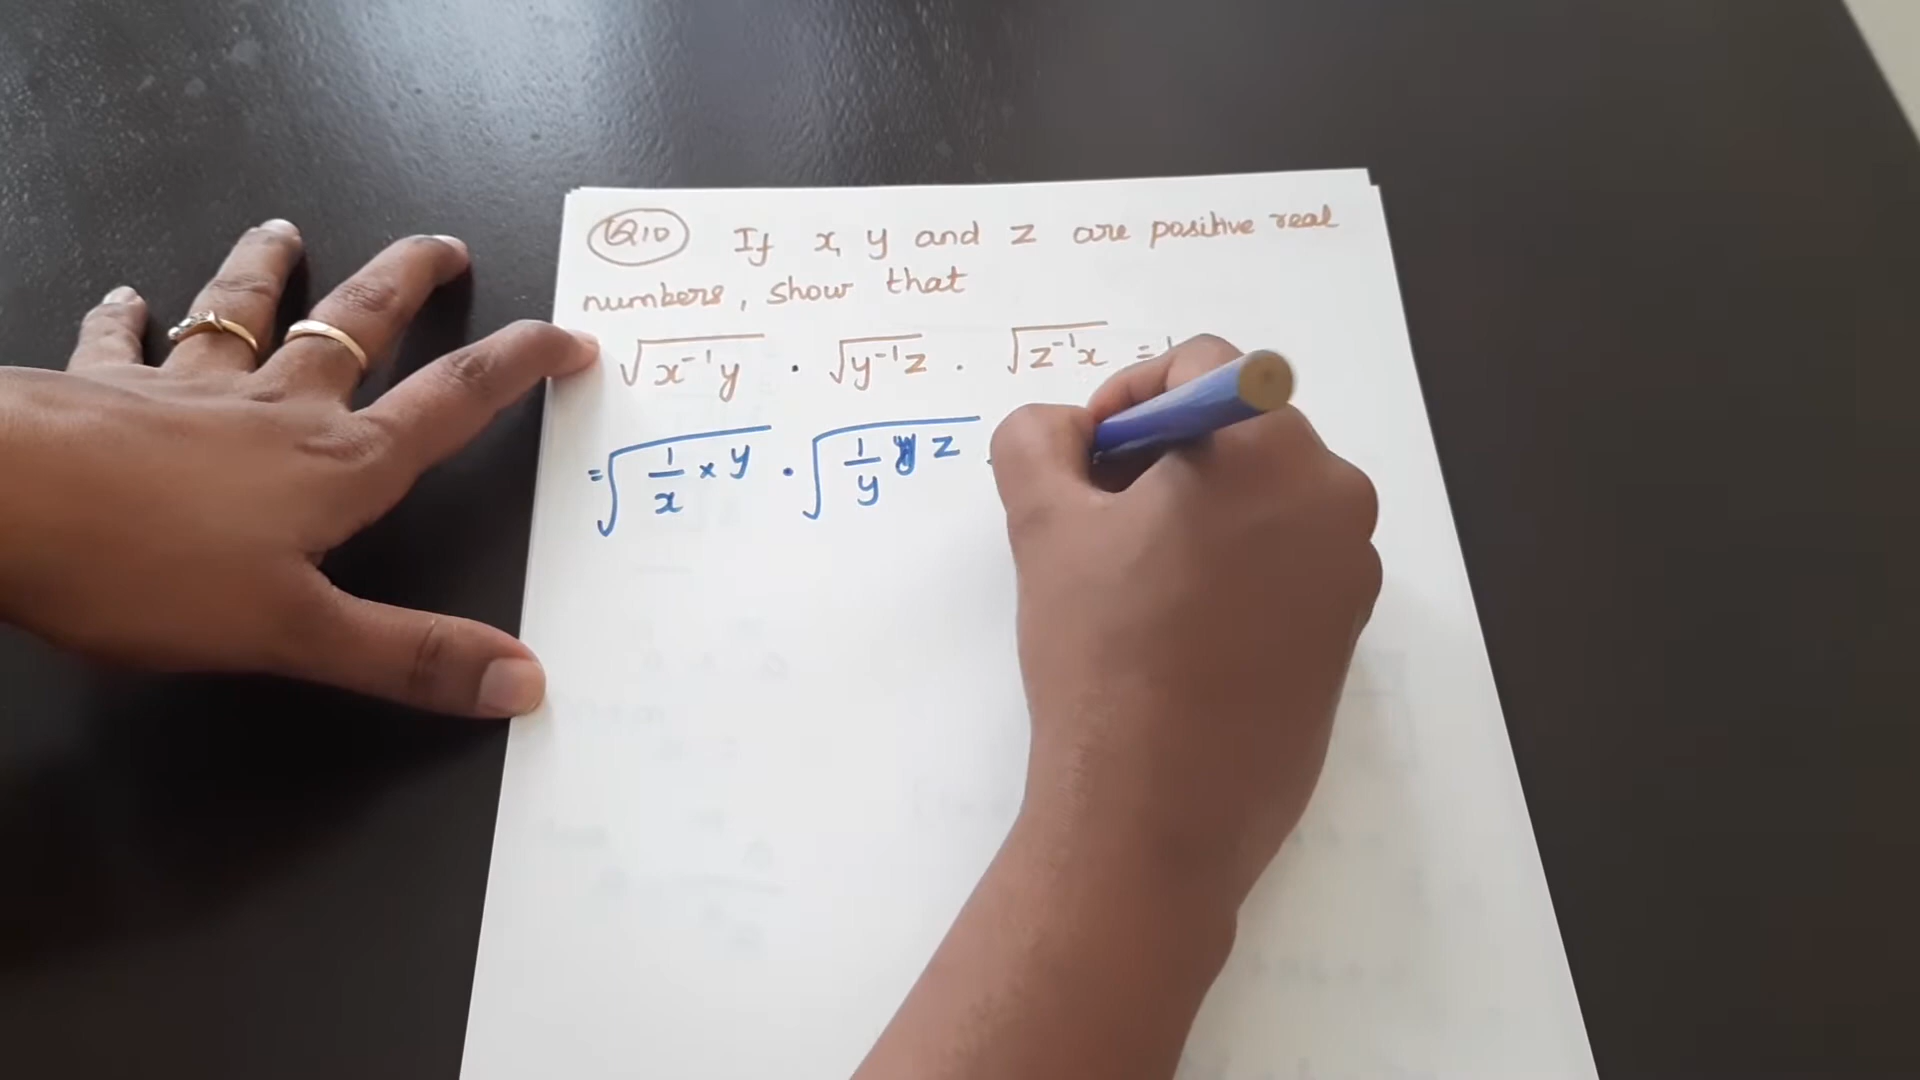 Q10 If x, y and z are positive real
numbers, show that
√(x⁻¹y) · √(y⁻¹z) · √(z⁻¹x) =
= √(1/x × y) · √(1/y z)